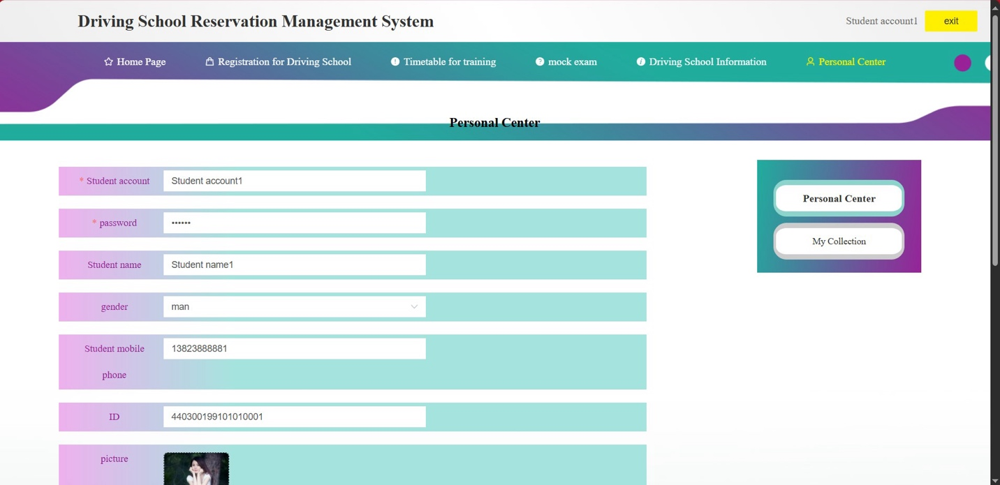 Driving School Reservation Management System
Student account1
exit
Home Page
Registration for Driving School
Timetable for training
mock exam
Driving School Information
Personal Center
Personal Center
* Student account
Student account1
* password
••••••
Student name
Student name1
gender
man
Student mobile
phone
13823888881
ID
440300199101010001
picture
Personal Center
My Collection